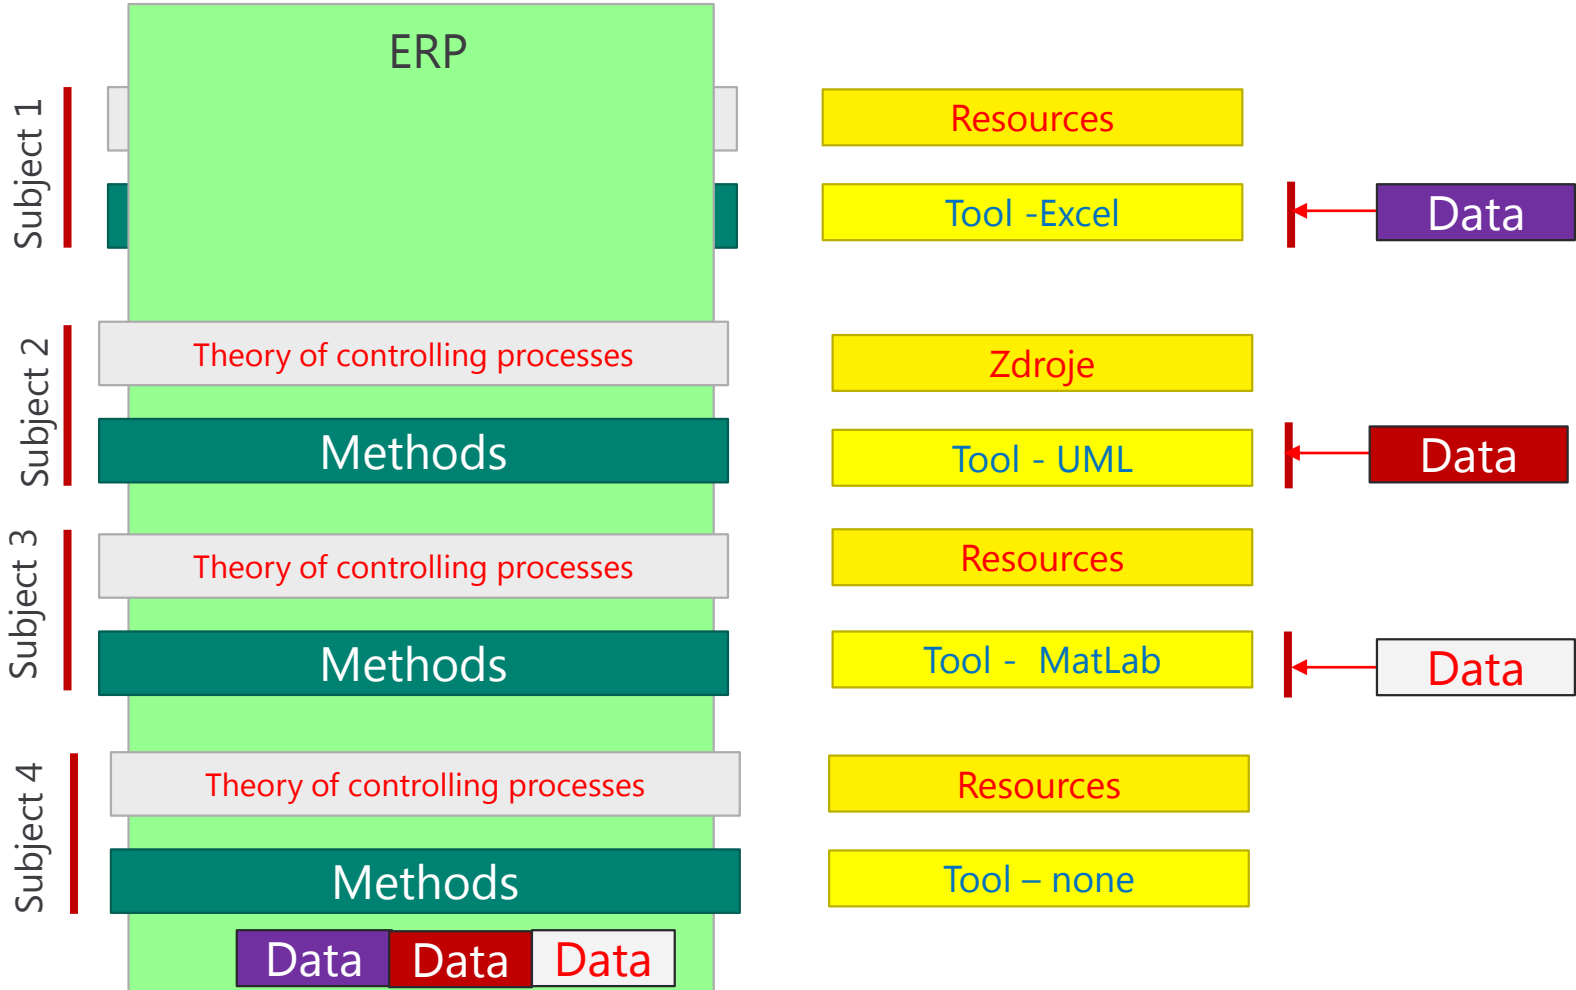 ERP
Subject 1
Resources
Tool -Excel
Data
Subject 2
Theory of controlling processes
Zdroje
Methods
Tool - UML
Data
Subject 3
Theory of controlling processes
Resources
Methods
Tool -  MatLab
Data
Subject 4
Theory of controlling processes
Resources
Methods
Tool – none
Data Data Data